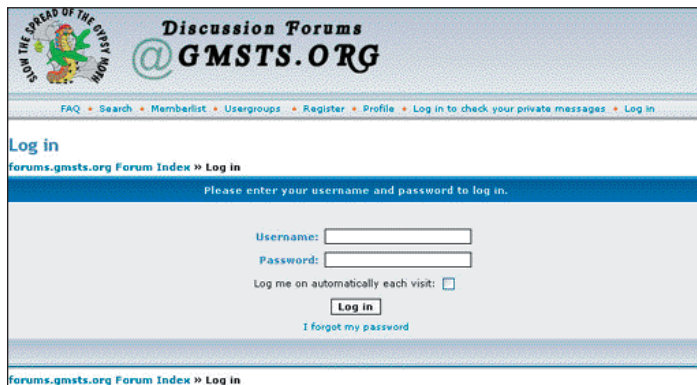 SLOW THE SPREAD OF THE GYPSY MOTH
Discussion Forums
@GMSTS.ORG
FAQ • Search • Memberlist • Usergroups • Register • Profile • Log in to check your private messages • Log in
Log in
forums.gmsts.org Forum Index » Log in
Please enter your username and password to log in.
Username:
Password:
Log me on automatically each visit:
Log in
I forgot my password
forums.gmsts.org Forum Index » Log in